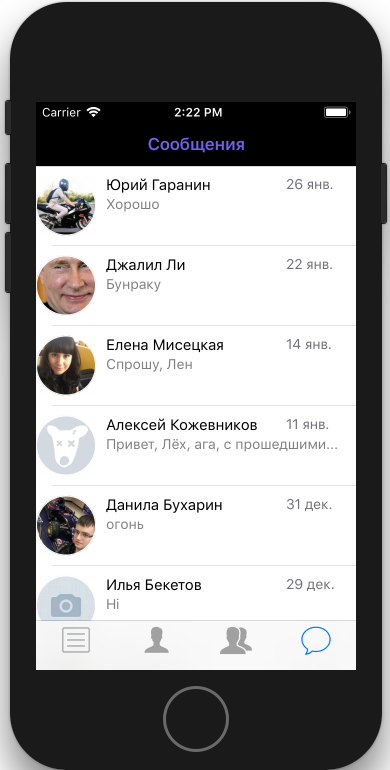 Carrier 2:22 PM
Сообщения
Юрий Гаранин 26 янв.
Хорошо
Джалил Ли 22 янв.
Бунраку
Елена Мисецкая 14 янв.
Спрошу, Лен
Алексей Кожевников 11 янв.
Привет, Лёх, ага, с прошедшими...
Данила Бухарин 31 дек.
огонь
Илья Бекетов 29 дек.
Hi